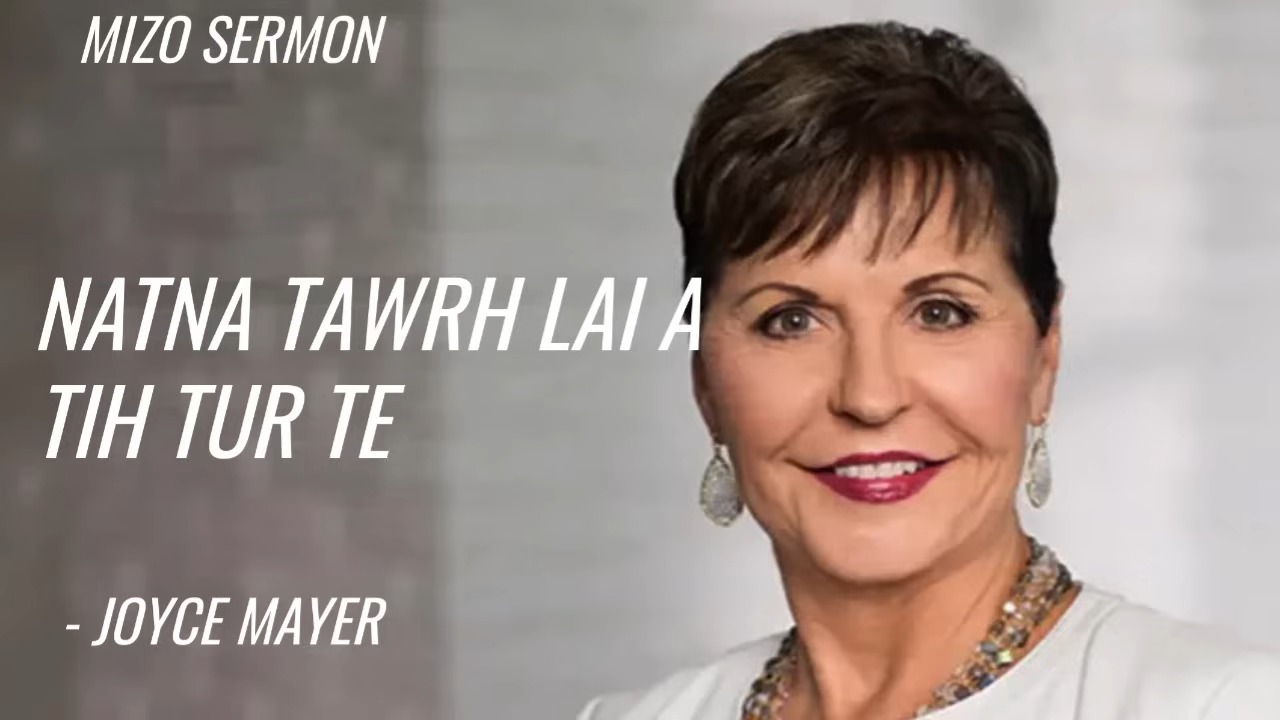 MIZO SERMON
NATNA TAWRH LAI A
TIH TUR TE
- JOYCE MAYER